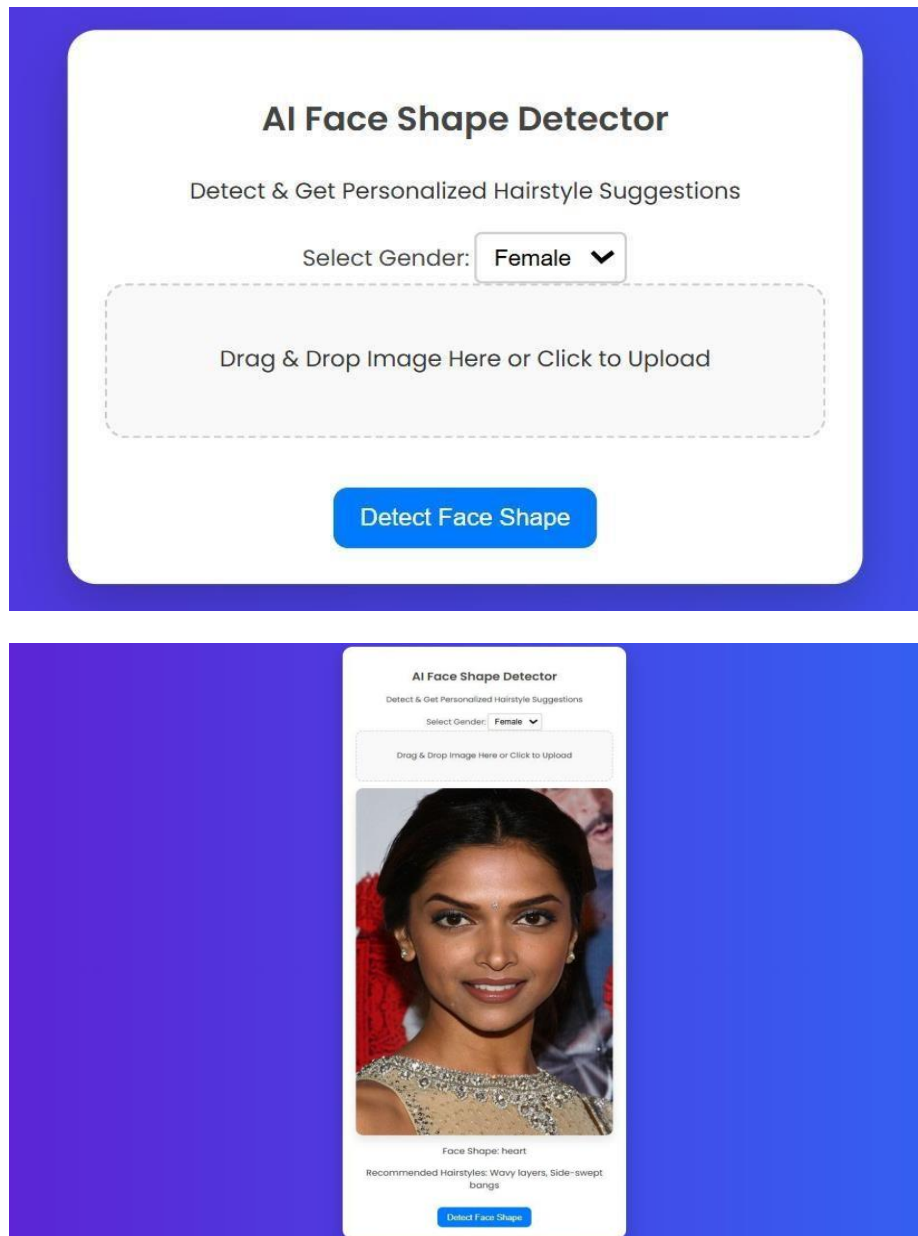 AI Face Shape Detector
Detect & Get Personalized Hairstyle Suggestions
Select Gender: Female
Drag & Drop Image Here or Click to Upload
Detect Face Shape
AI Face Shape Detector
Detect & Get Personalized Hairstyle Suggestions
Select Gender: Female
Drag & Drop Image Here or Click to Upload
Face Shape: heart
Recommended Hairstyles: Wavy layers, Side-swept
bangs
Detect Face Shape